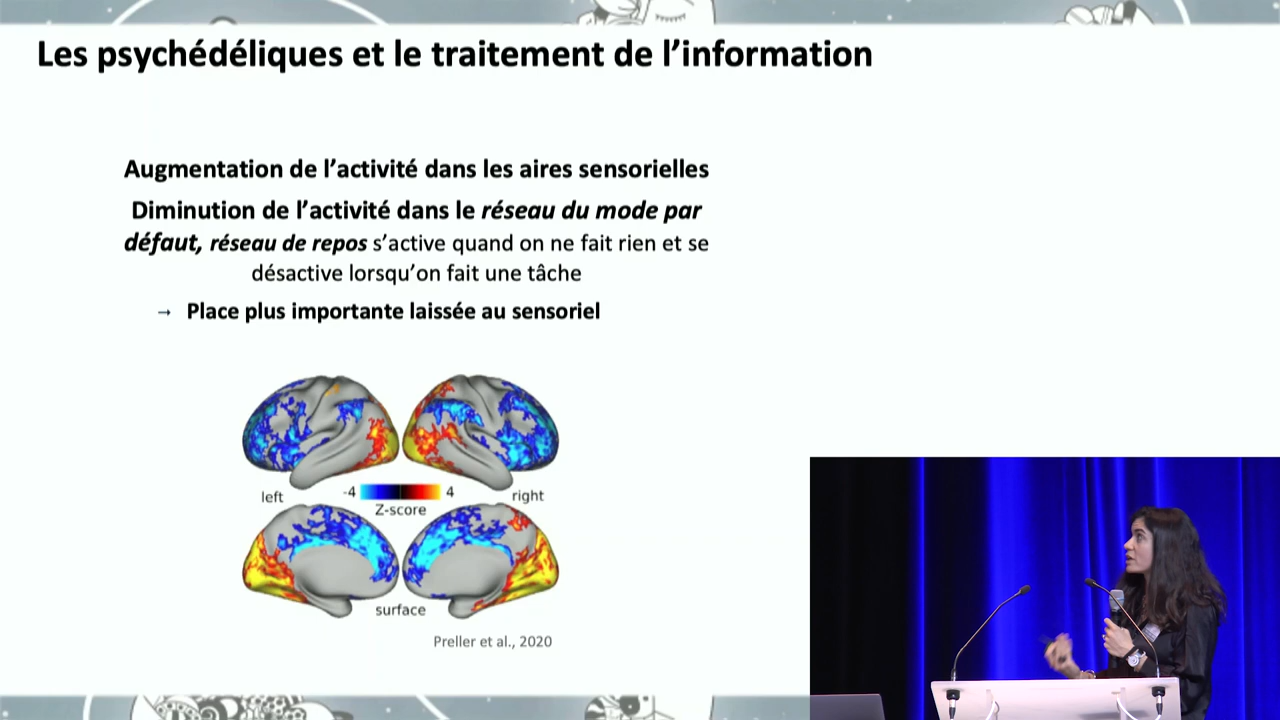 Les psychédéliques et le traitement de l’information
Augmentation de l’activité dans les aires sensorielles
Diminution de l’activité dans le réseau du mode par
défaut, réseau de repos s’active quand on ne fait rien et se
désactive lorsqu’on fait une tâche
→ Place plus importante laissée au sensoriel
left
-4
4
right
Z-score
surface
Preller et al., 2020